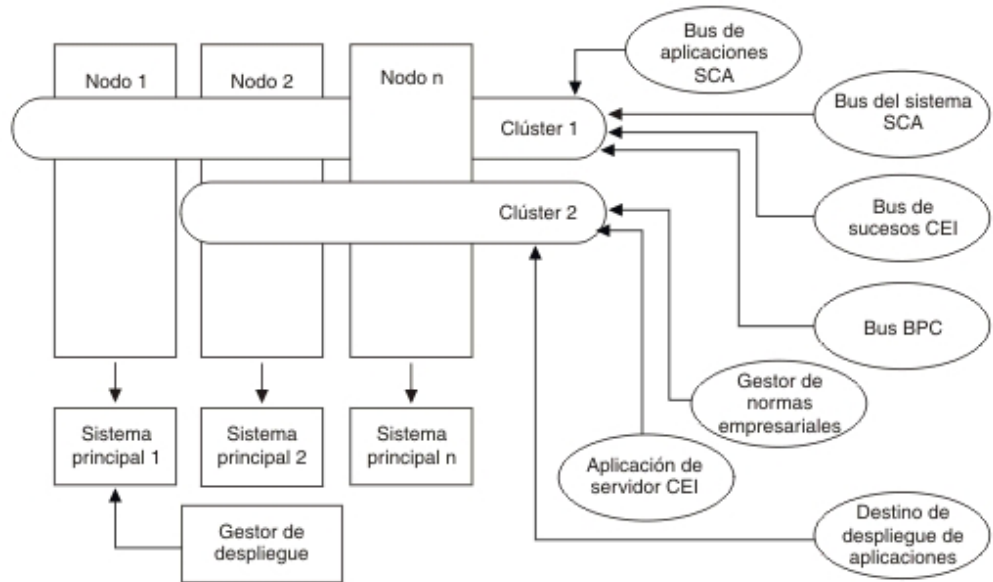 Bus de
aplicaciones
SCA
Nodo 1
Nodo 2
Nodo n
Bus del sistema
SCA
Clúster 1
Clúster 2
Bus de
sucesos CEI
Bus BPC
Gestor de
normas
empresariales
Sistema
principal 1
Sistema
principal 2
Sistema
principal n
Aplicación de
servidor CEI
Gestor de
despliegue
Destino de
despliegue de
aplicaciones